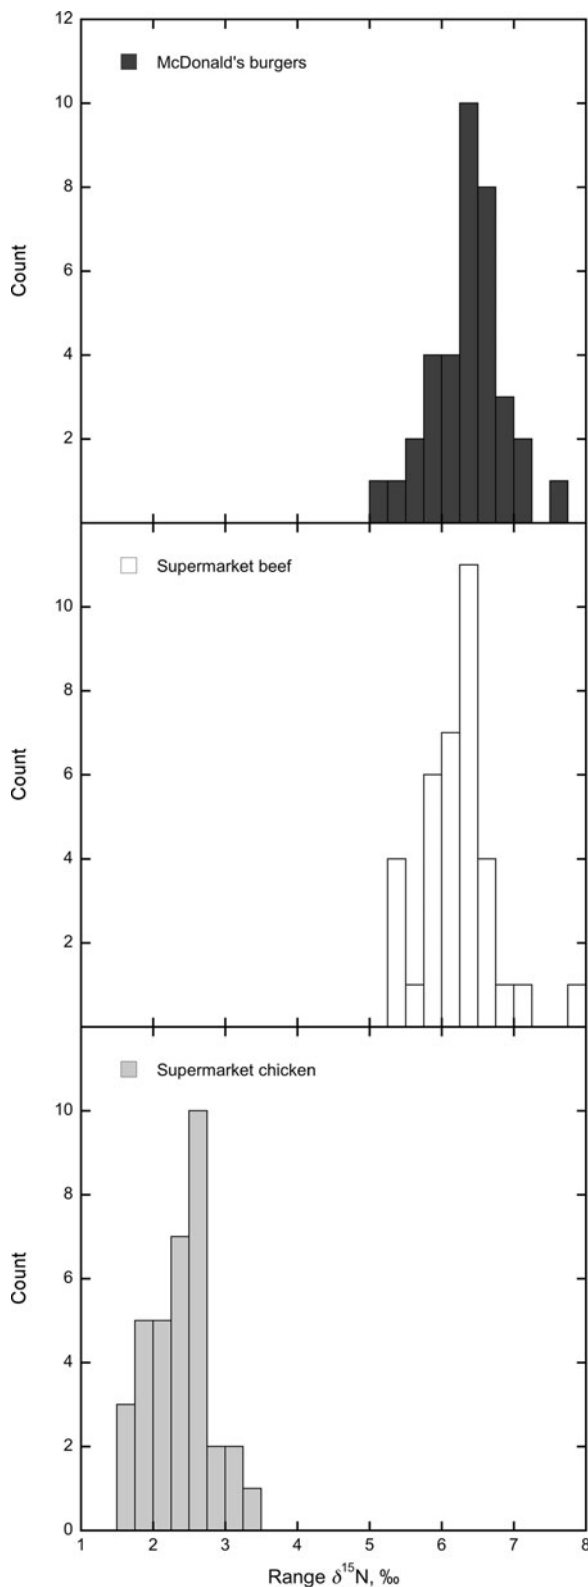 12
McDonald's burgers
10
8
Count
6
4
2
Supermarket beef
10
8
Count
6
4
2
Supermarket chicken
10
8
Count
6
4
2
0
1 2 3 4 5 6 7 8
Range δ¹⁵N, ‰